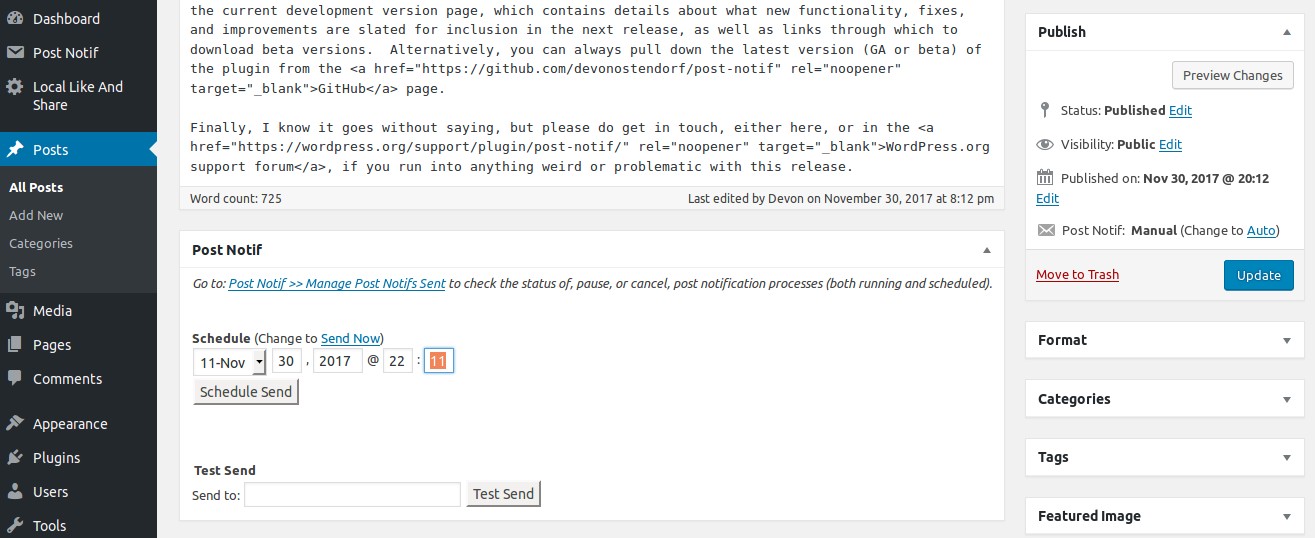 Dashboard
Post Notif
Local Like And
Share
Posts
All Posts
Add New
Categories
Tags
Media
Pages
Comments
Appearance
Plugins
Users
Tools
the current development version page, which contains details about what new functionality, fixes,
and improvements are slated for inclusion in the next release, as well as links through which to
download beta versions.  Alternatively, you can always pull down the latest version (GA or beta) of
the plugin from the <a href="https://github.com/devonostendorf/post-notif" rel="noopener"
target="_blank">GitHub</a> page.
Finally, I know it goes without saying, but please do get in touch, either here, or in the <a
href="https://wordpress.org/support/plugin/post-notif/" rel="noopener" target="_blank">WordPress.org
support forum</a>, if you run into anything weird or problematic with this release.
Word count: 725 Last edited by Devon on November 30, 2017 at 8:12 pm
Post Notif
Go to: Post Notif >> Manage Post Notifs Sent to check the status of, pause, or cancel, post notification processes (both running and scheduled).
Schedule (Change to Send Now)
11-Nov 30 , 2017 @ 22 : 11
Schedule Send
Test Send
Send to: Test Send
Publish
Preview Changes
Status: Published Edit
Visibility: Public Edit
Published on: Nov 30, 2017 @ 20:12
Edit
Post Notif: Manual (Change to Auto)
Move to Trash Update
Format
Categories
Tags
Featured Image